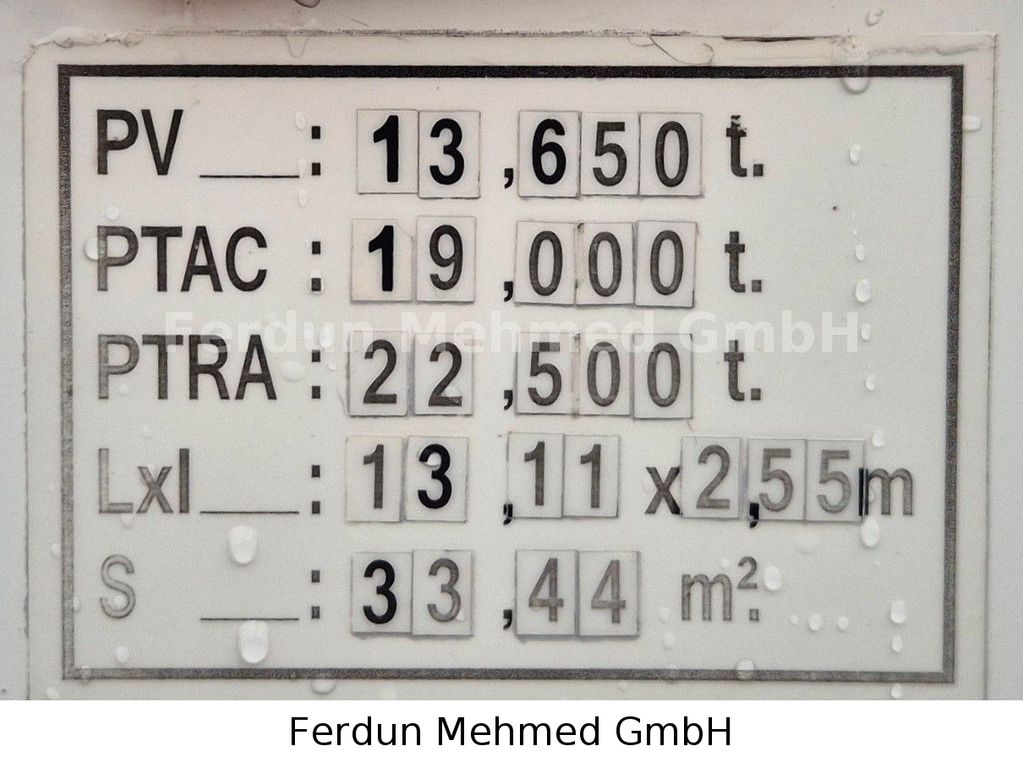 PV ___ : 13,650 t.
PTAC : 19,000 t.
Ferdun Mehmed GmbH
PTRA : 22,500 t.
Lxl ___ : 13,11 x2,55m
S ___ : 33,44 m².
Ferdun Mehmed GmbH